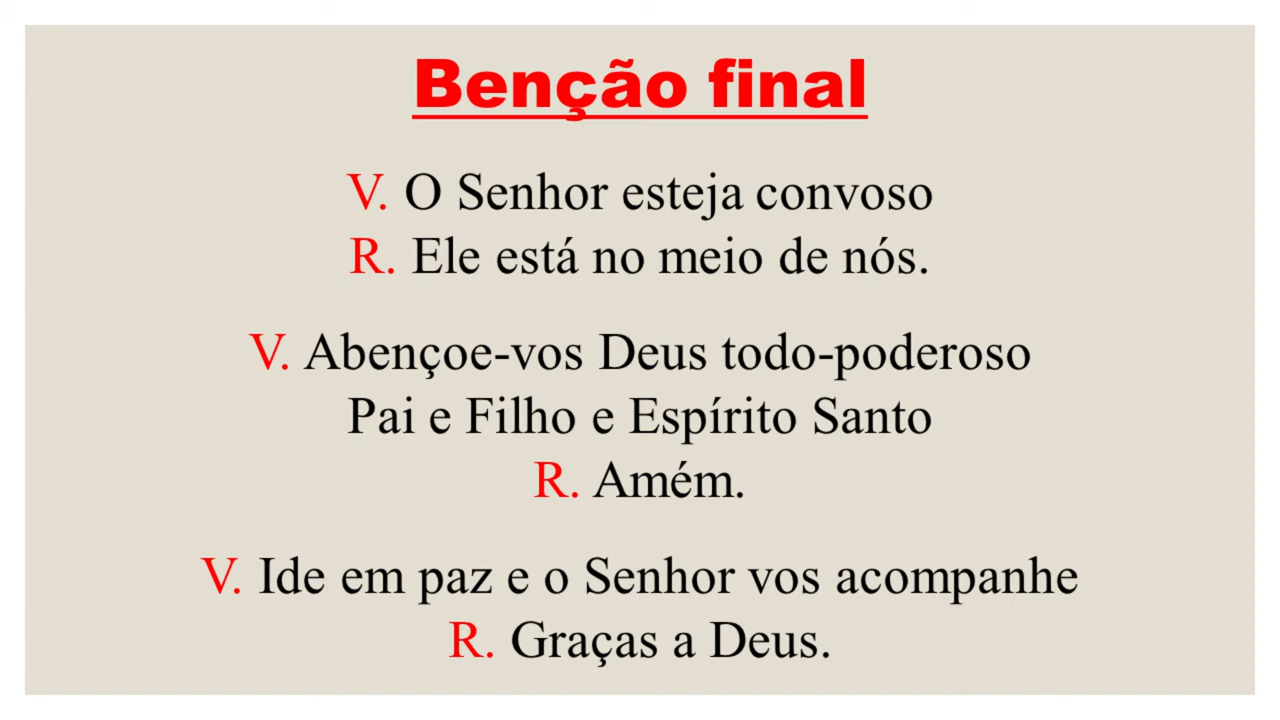 Benção final
V. O Senhor esteja convoso
R. Ele está no meio de nós.
V. Abençoe-vos Deus todo-poderoso
Pai e Filho e Espírito Santo
R. Amém.
V. Ide em paz e o Senhor vos acompanhe
R. Graças a Deus.